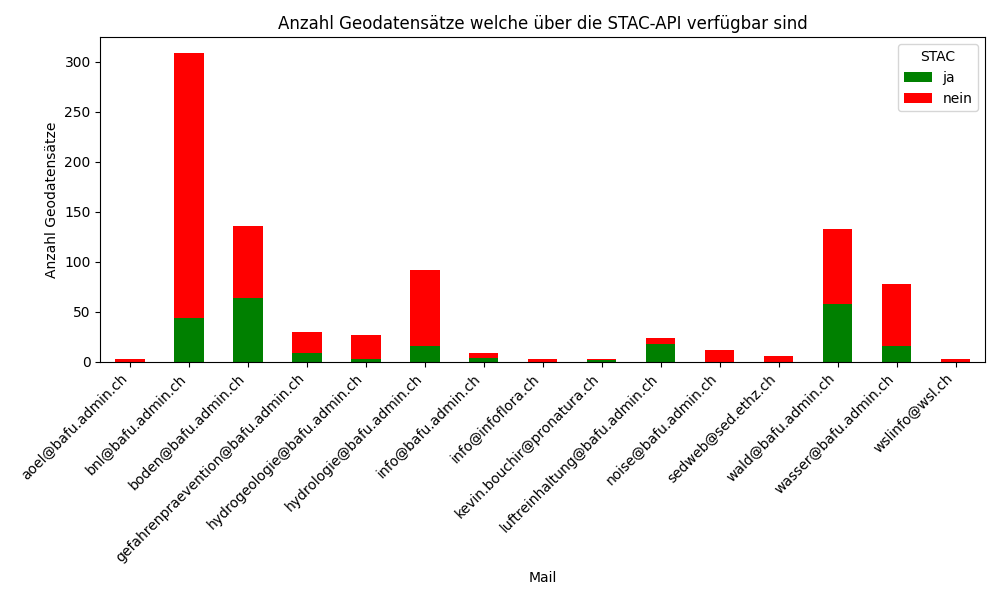 Anzahl Geodatensätze welche über die STAC-API verfügbar sind
STAC
ja
nein
Anzahl Geodatensätze
300
250
200
150
100
50
0
aoel@bafu.admin.ch
bnl@bafu.admin.ch
boden@bafu.admin.ch
gefahrenpraevention@bafu.admin.ch
hydrogeologie@bafu.admin.ch
hydrologie@bafu.admin.ch
info@bafu.admin.ch
info@infoflora.ch
kevin.bouchir@pronatura.ch
luftreinhaltung@bafu.admin.ch
noise@bafu.admin.ch
sedweb@sed.ethz.ch
wald@bafu.admin.ch
wasser@bafu.admin.ch
wslinfo@wsl.ch
Mail